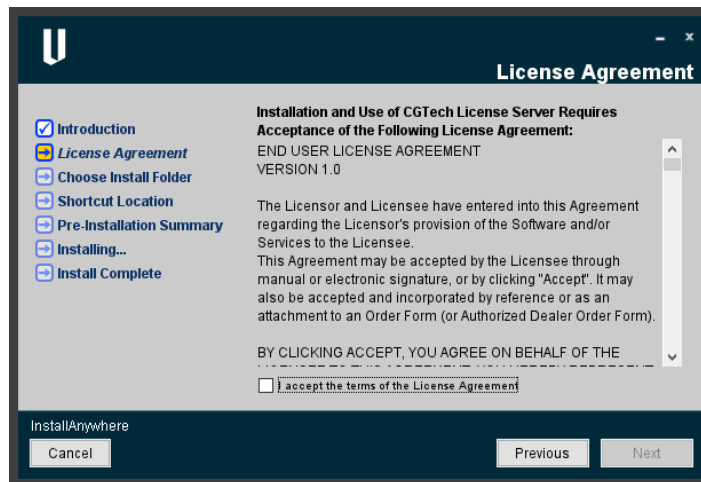 License Agreement
Introduction
License Agreement
Choose Install Folder
Shortcut Location
Pre-Installation Summary
Installing...
Install Complete
Installation and Use of CGTech License Server Requires
Acceptance of the Following License Agreement:
END USER LICENSE AGREEMENT
VERSION 1.0
The Licensor and Licensee have entered into this Agreement
regarding the Licensor's provision of the Software and/or
Services to the Licensee.
This Agreement may be accepted by the Licensee through
manual or electronic signature, or by clicking "Accept". It may
also be accepted and incorporated by reference or as an
attachment to an Order Form (or Authorized Dealer Order Form).
BY CLICKING ACCEPT, YOU AGREE ON BEHALF OF THE
I accept the terms of the License Agreement
InstallAnywhere
Cancel
Previous
Next